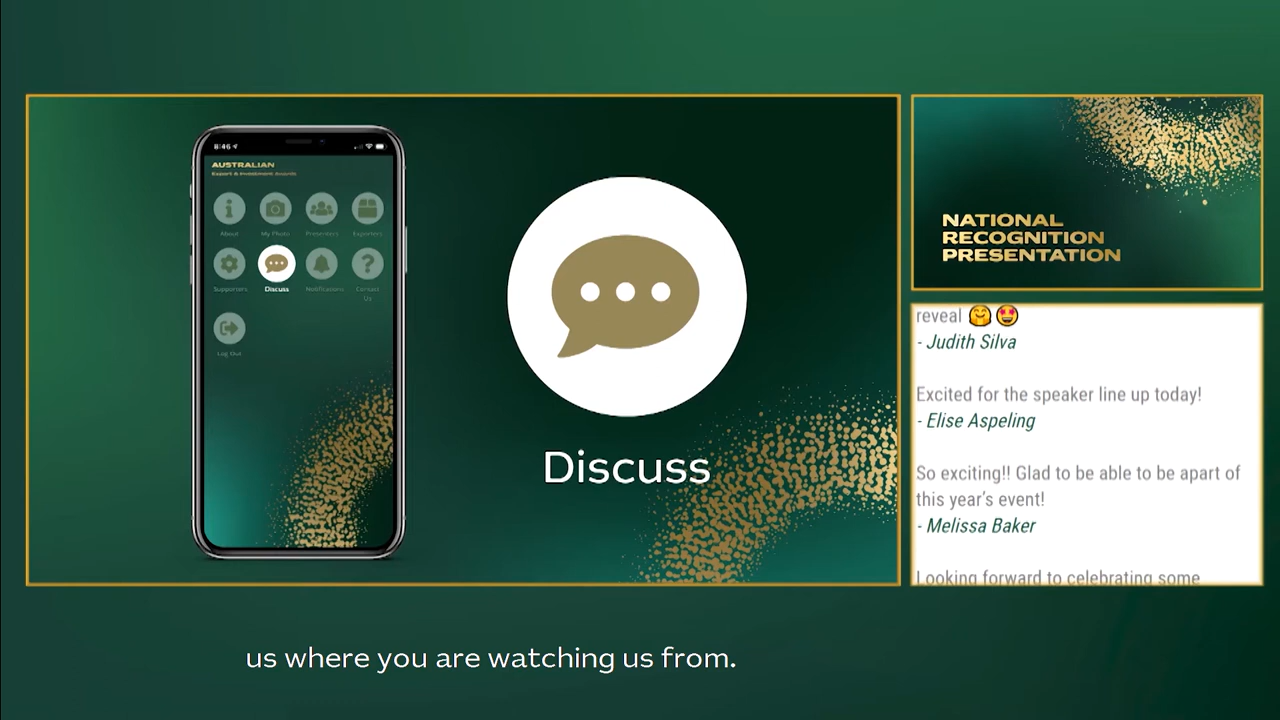 8:46
AUSTRALIAN
Export & Investment Awards
About
My Photo
Presenters
Exporters
Supporters
Discuss
Notifications
Contact
Us
Log Out
Discuss
NATIONAL
RECOGNITION
PRESENTATION
reveal 🤗🤩
- Judith Silva
Excited for the speaker line up today!
- Elise Aspeling
So exciting!! Glad to be able to be apart of
this year's event!
- Melissa Baker
Looking forward to celebrating some
us where you are watching us from.